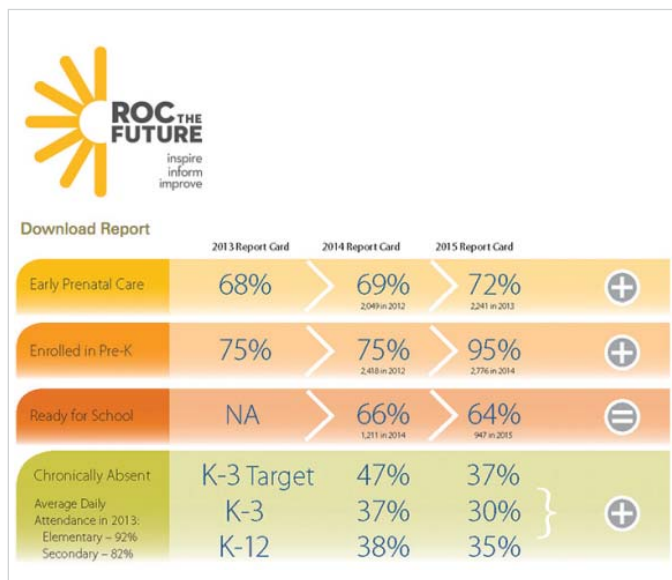 ROC THE
FUTURE
inspire
inform
improve
Download Report
2013 Report Card 2014 Report Card 2015 Report Card
Early Prenatal Care 68% 69% 72%
2,049 in 2012 2,241 in 2013
Enrolled in Pre-K 75% 75% 95%
2,418 in 2012 2,776 in 2014
Ready for School NA 66% 64%
1,211 in 2014 947 in 2015
Chronically Absent K-3 Target 47% 37%
Average Daily
Attendance in 2013: K-3 37% 30%
Elementary – 92%
Secondary – 82% K-12 38% 35%